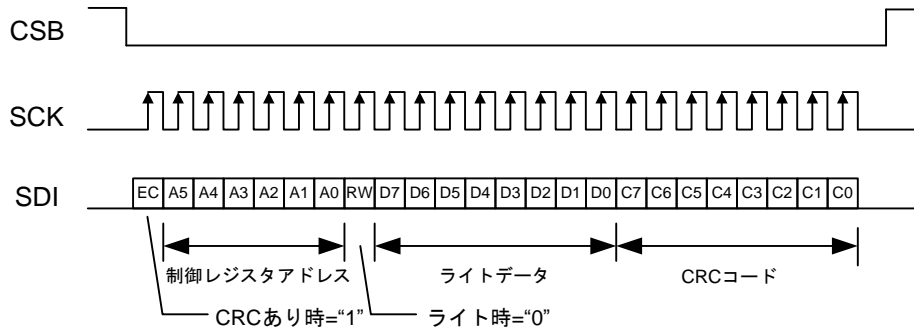 CSB
SCK
SDI
EC A5 A4 A3 A2 A1 A0 RW D7 D6 D5 D4 D3 D2 D1 D0 C7 C6 C5 C4 C3 C2 C1 C0
制御レジスタアドレス
ライトデータ
CRCコード
CRCあり時=“1”
ライト時=“0”